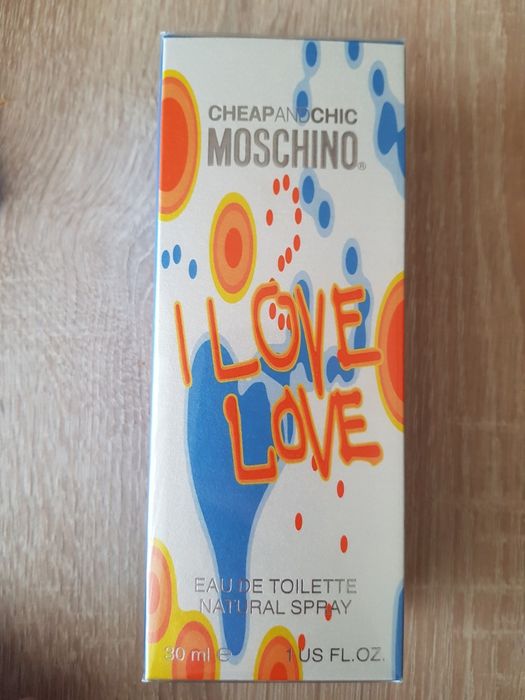 CHEAPANDCHIC
MOSCHINO®
I LOVE
LOVE
EAU DE TOILETTE
NATURAL SPRAY
30 ml e 1 US FL.OZ.